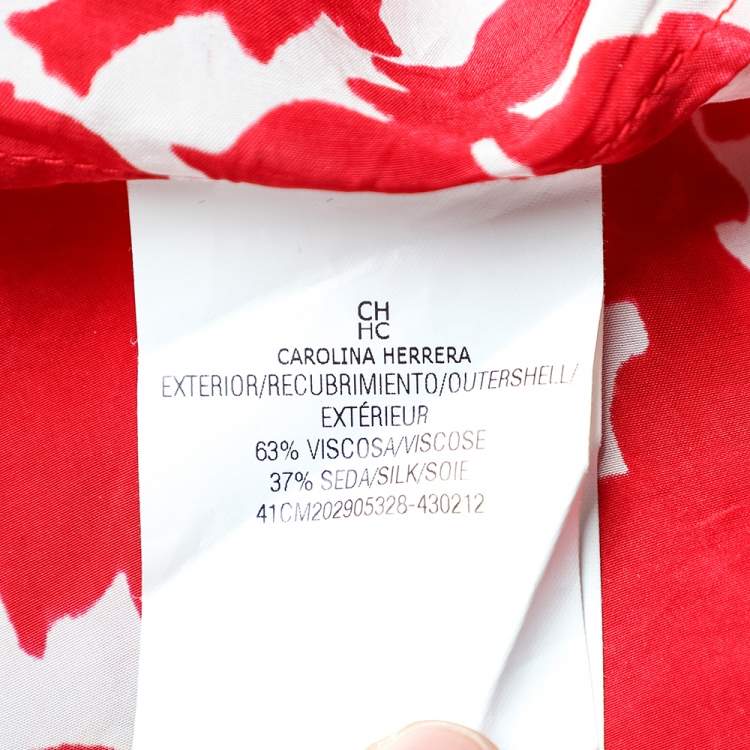 CH
HC
CAROLINA HERRERA
EXTERIOR/RECUBRIMIENTO/OUTERSHELL/
EXTÉRIEUR
63% VISCOSA/VISCOSE
37% SEDA/SILK/SOIE
41CM202905328-430212